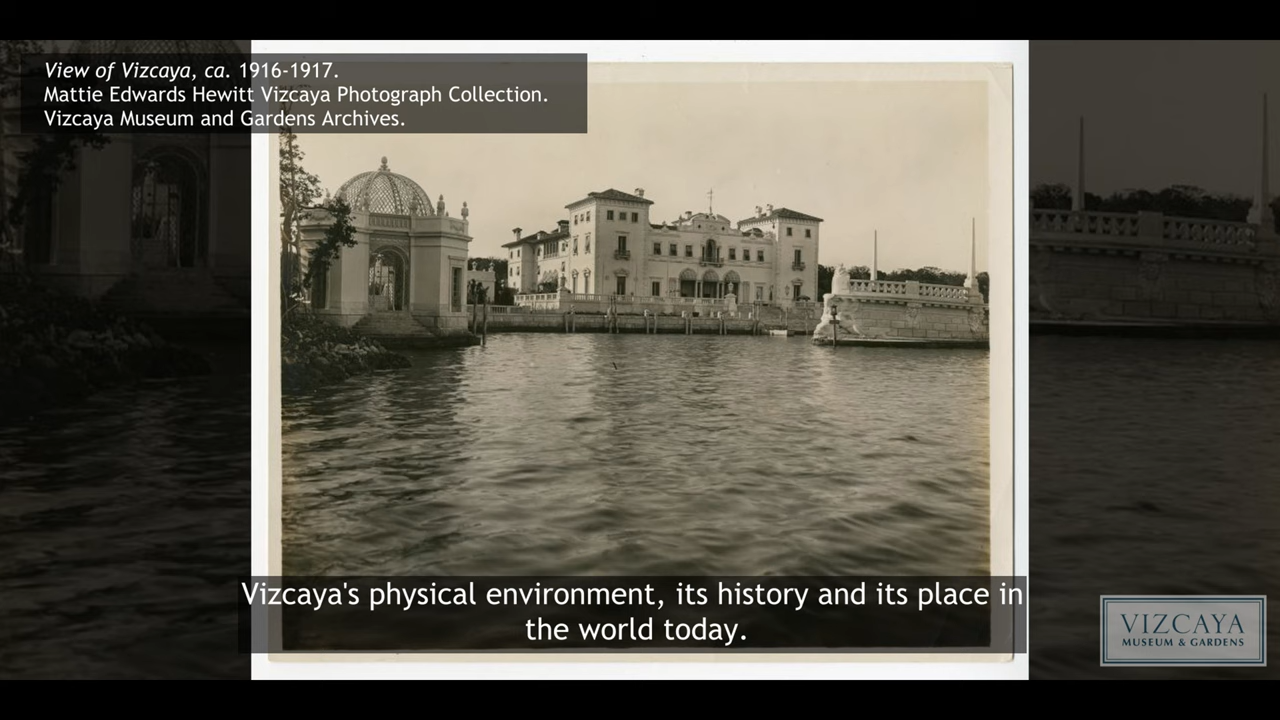 View of Vizcaya, ca. 1916-1917.
Mattie Edwards Hewitt Vizcaya Photograph Collection.
Vizcaya Museum and Gardens Archives.
Vizcaya's physical environment, its history and its place in
the world today.
VIZCAYA
MUSEUM & GARDENS